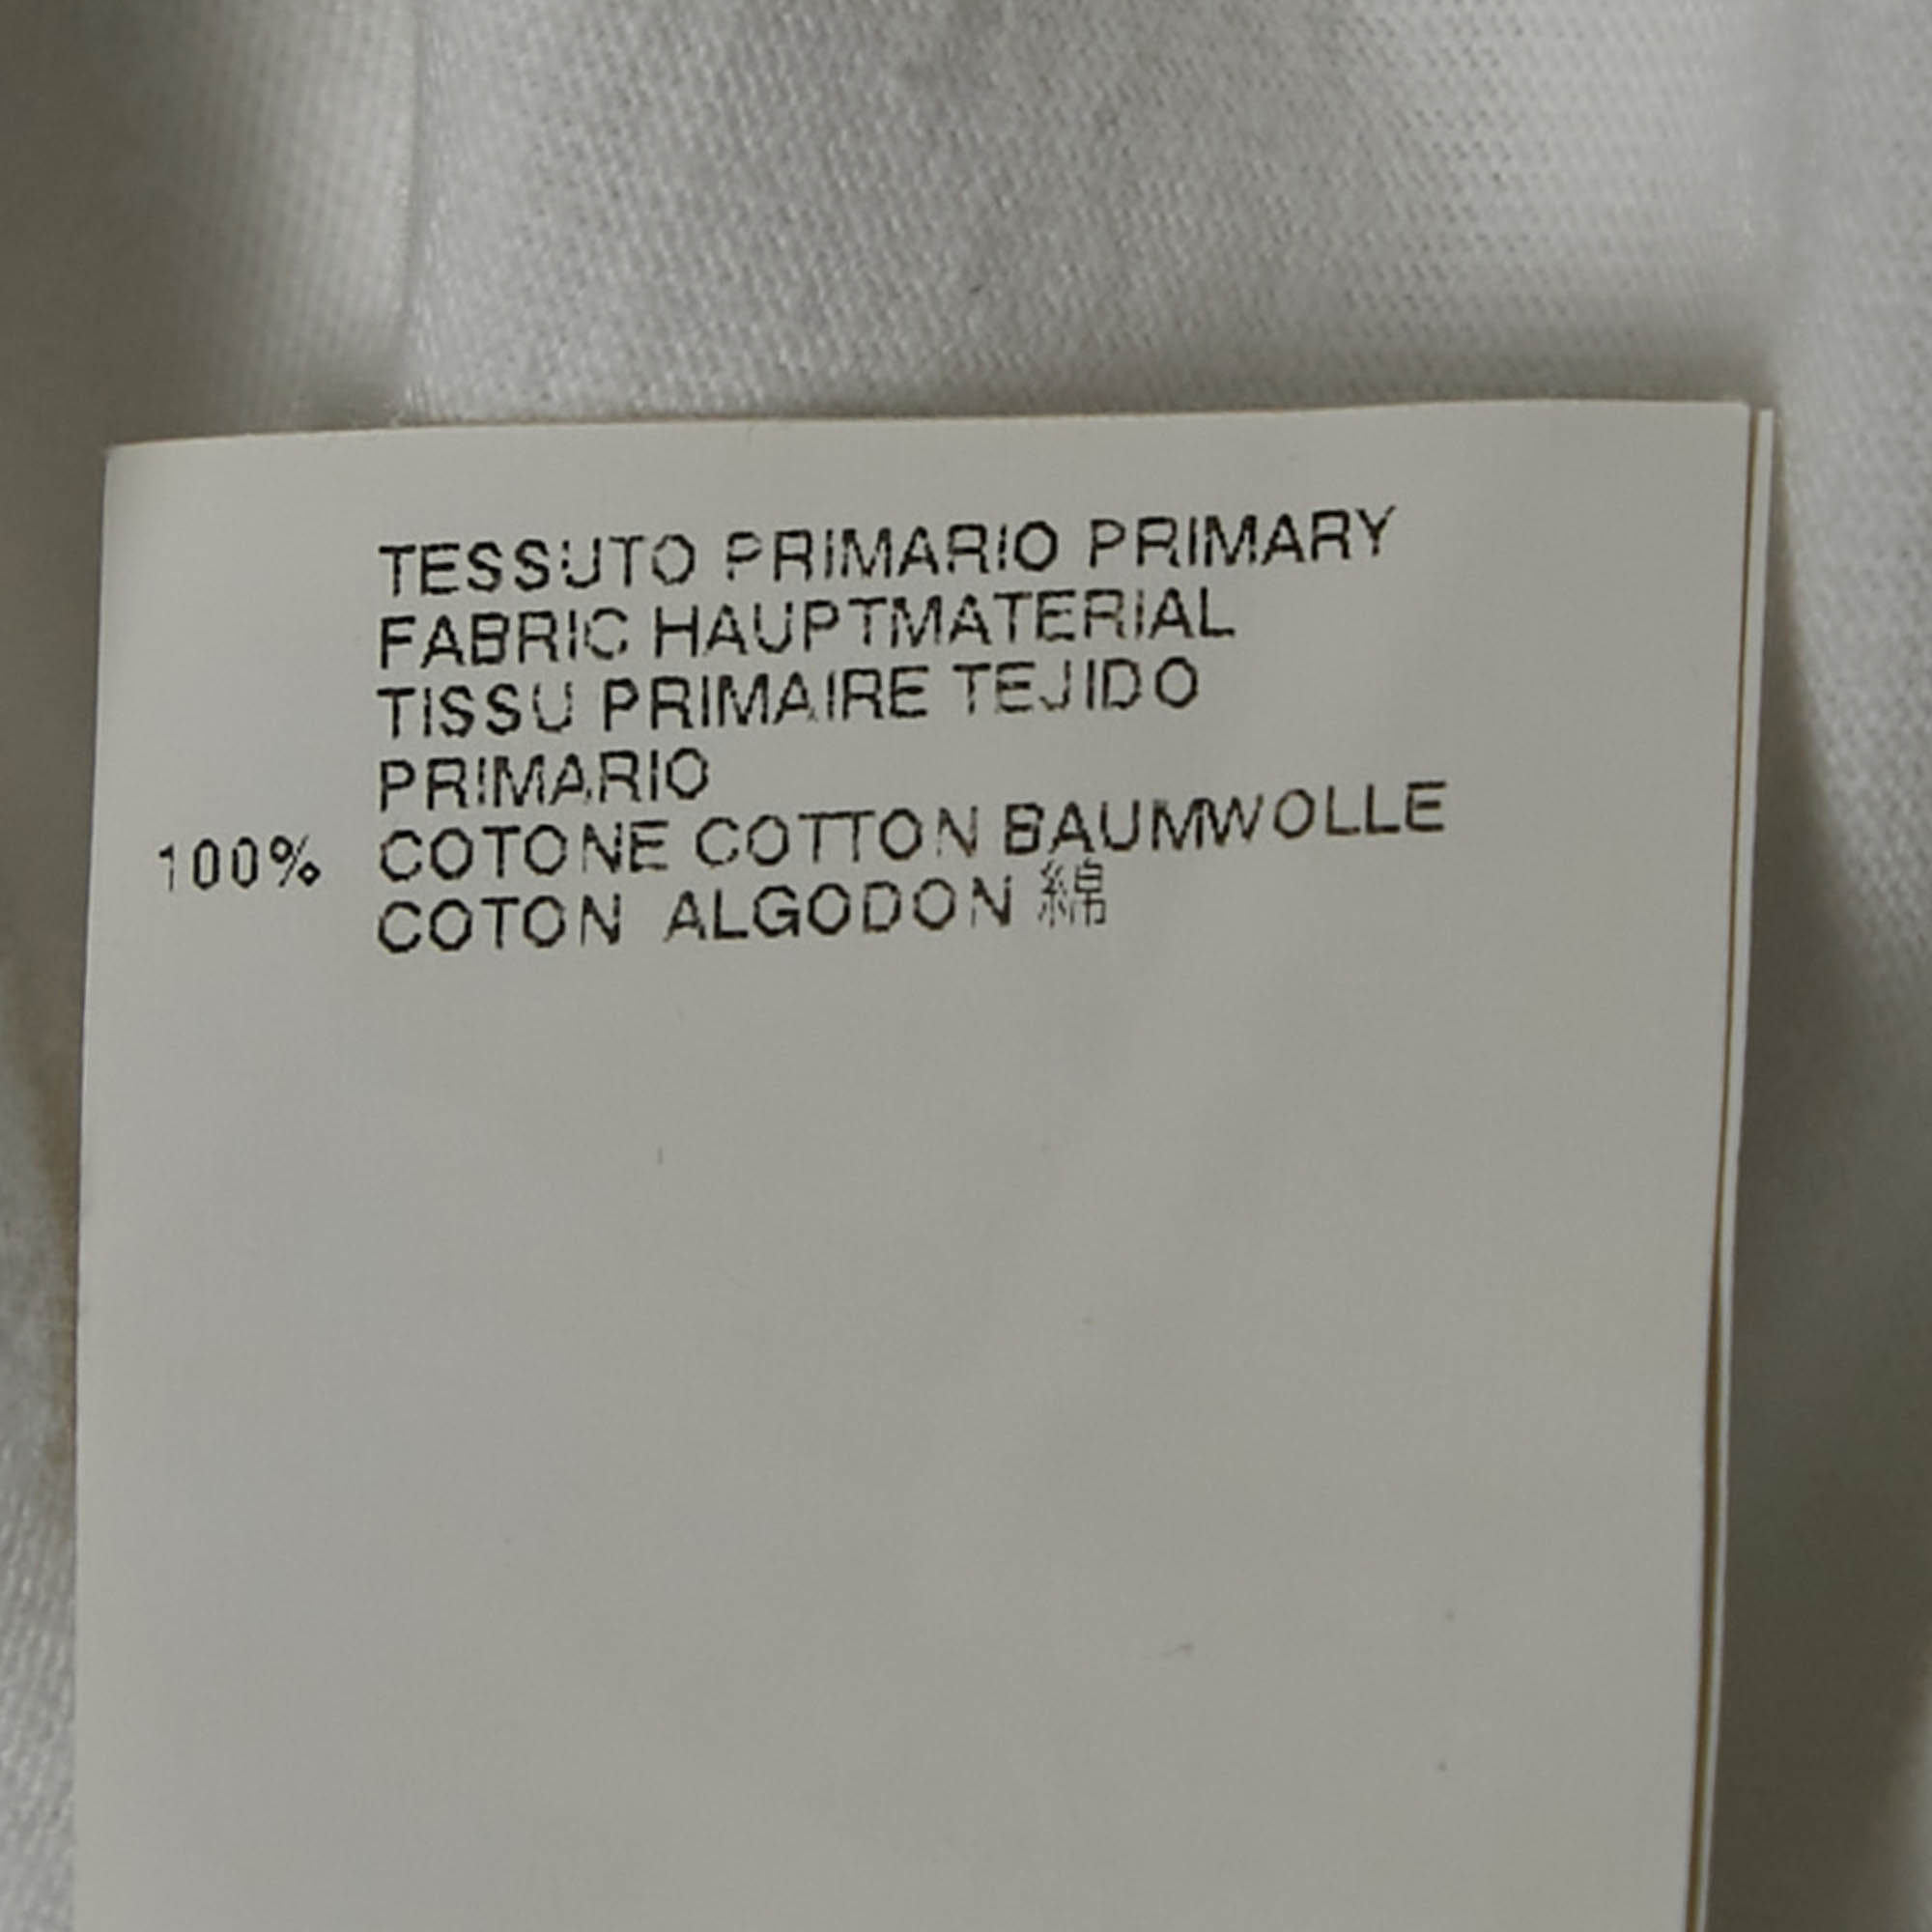 TESSUTO PRIMARIO PRIMARY
FABRIC HAUPTMATERIAL
TISSU PRIMAIRE TEJIDO
PRIMARIO
100% COTONE COTTON BAUMWOLLE
COTON ALGODON 綿